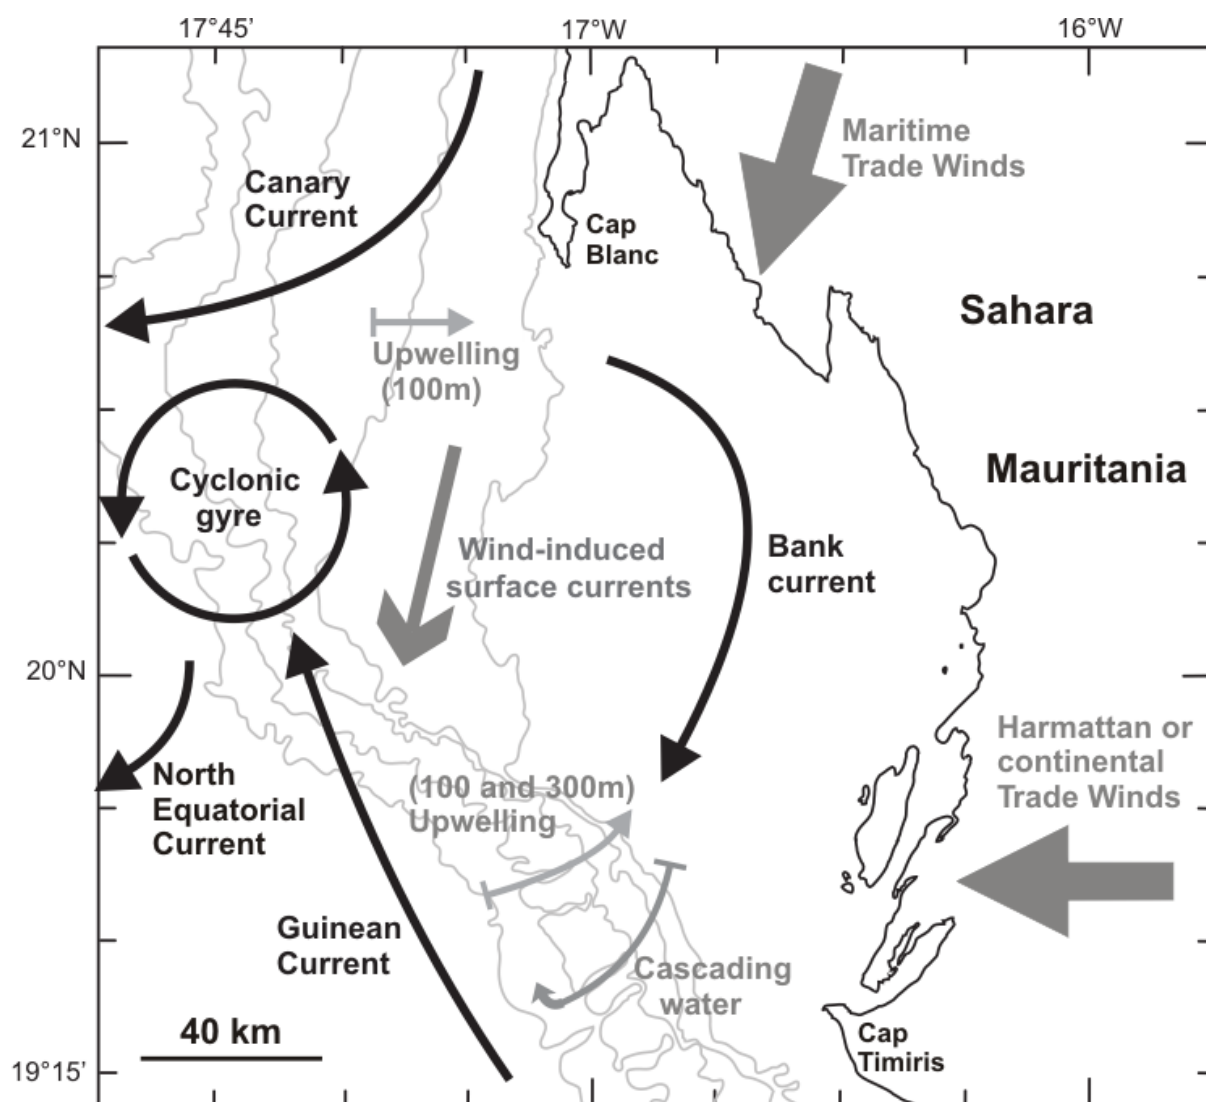 17°45’
17°W
16°W
21°N
Maritime
Trade Winds
Canary
Current
Cap
Blanc
Sahara
Upwelling
(100m)
Mauritania
Cyclonic
gyre
Wind-induced
surface currents
Bank
current
20°N
Harmattan or
continental
Trade Winds
North
Equatorial
Current
(100 and 300m)
Upwelling
Guinean
Current
Cascading
water
40 km
Cap
Timiris
19°15’